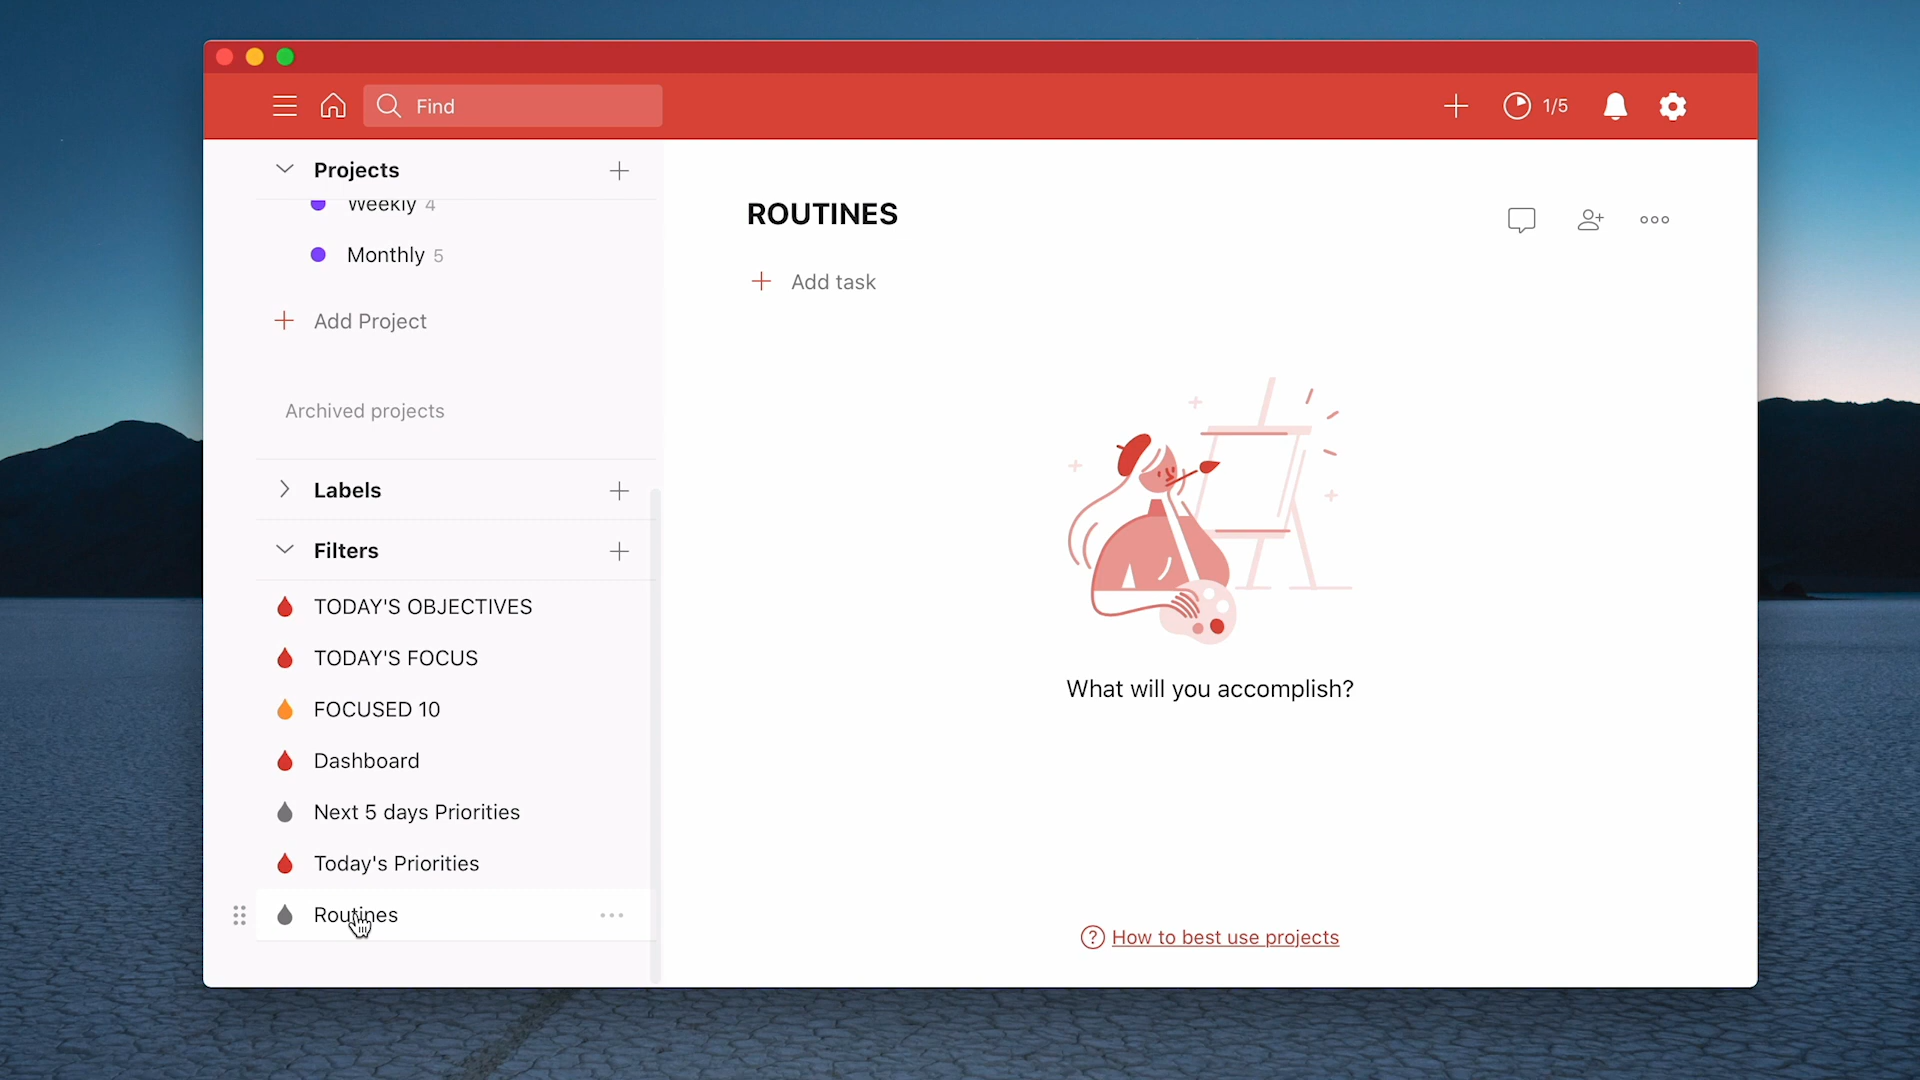 Find
1/5
Projects
Weekly 4
Monthly 5
Add Project
Archived projects
Labels
Filters
TODAY'S OBJECTIVES
TODAY'S FOCUS
FOCUSED 10
Dashboard
Next 5 days Priorities
Today's Priorities
Routines
ROUTINES
Add task
What will you accomplish?
? How to best use projects